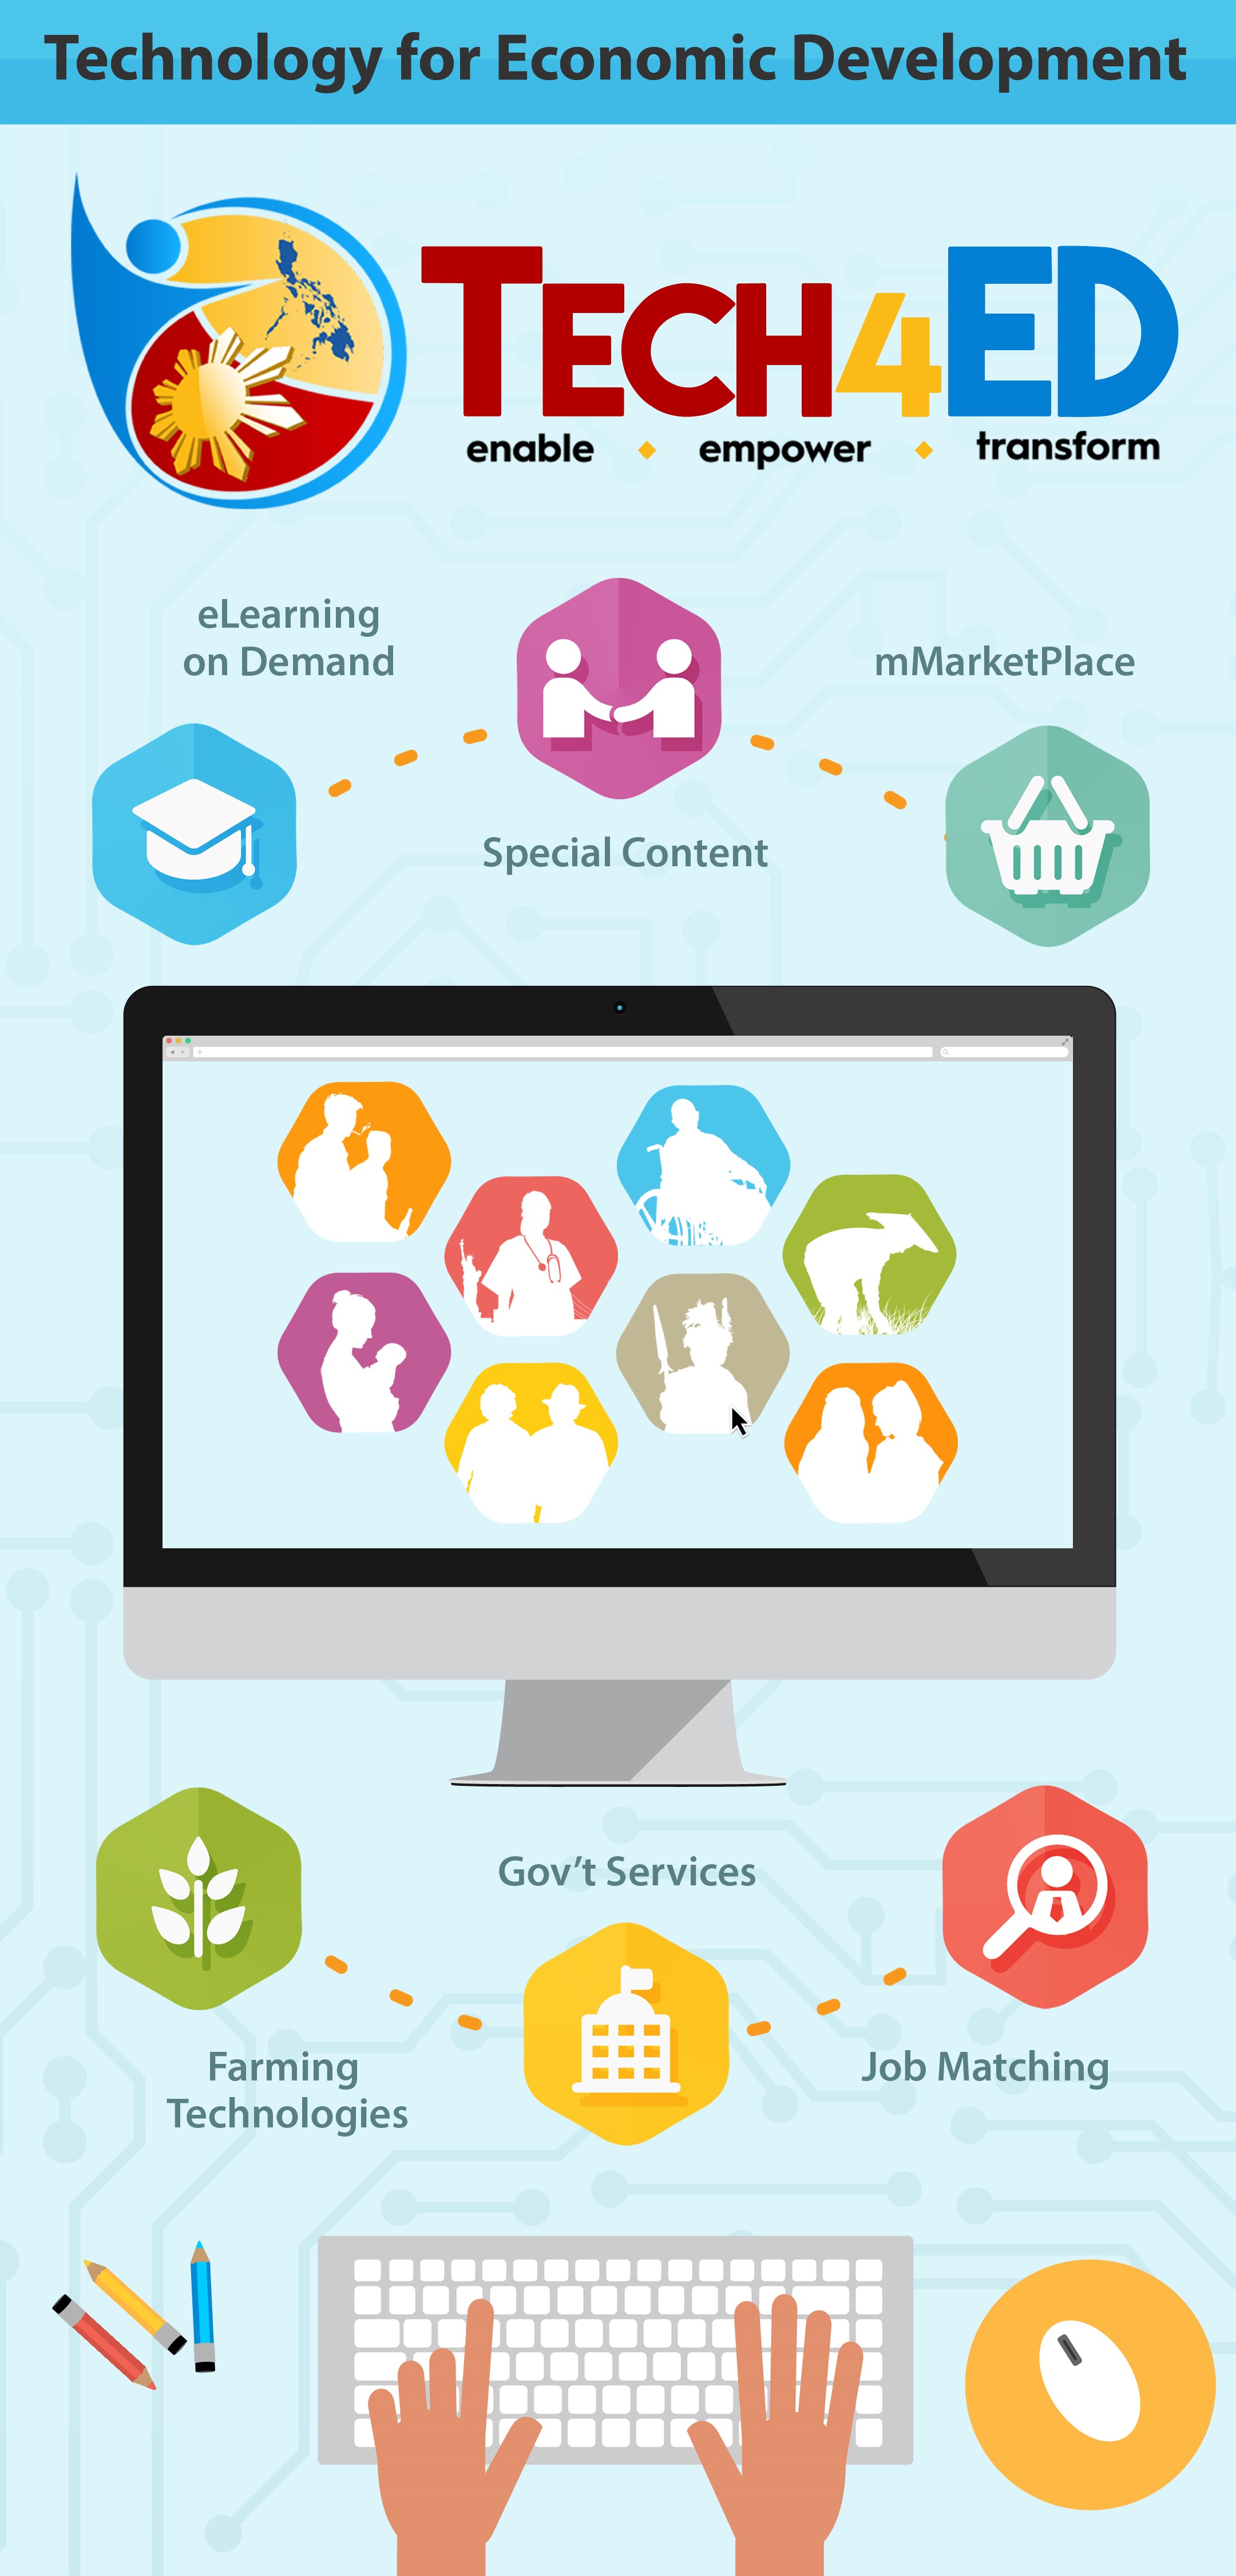 Technology for Economic Development
TECH4ED
enable ◆ empower ◆ transform
eLearning
on Demand
mMarketPlace
Special Content
Gov't Services
Farming
Technologies
Job Matching